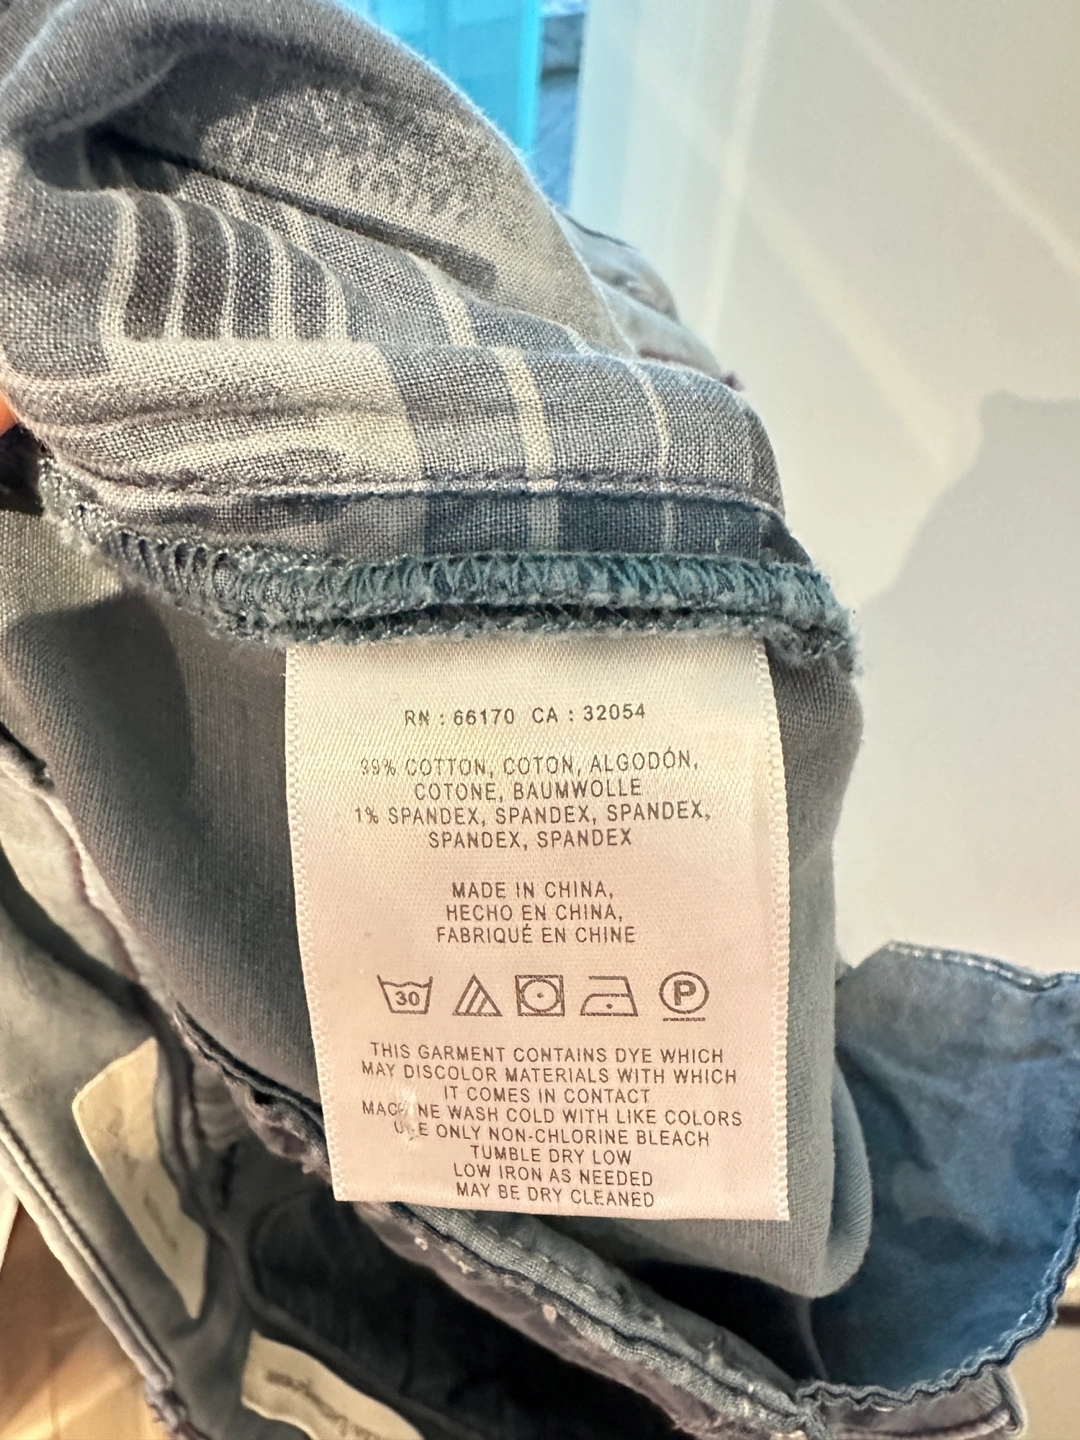 RN : 66170 CA : 32054
99% COTTON, COTON, ALGODÓN,
COTONE, BAUMWOLLE
1% SPANDEX, SPANDEX, SPANDEX,
SPANDEX, SPANDEX
MADE IN CHINA,
HECHO EN CHINA,
FABRIQUÉ EN CHINE
30
P
THIS GARMENT CONTAINS DYE WHICH
MAY DISCOLOR MATERIALS WITH WHICH
IT COMES IN CONTACT
MACHINE WASH COLD WITH LIKE COLORS
USE ONLY NON-CHLORINE BLEACH
TUMBLE DRY LOW
LOW IRON AS NEEDED
MAY BE DRY CLEANED